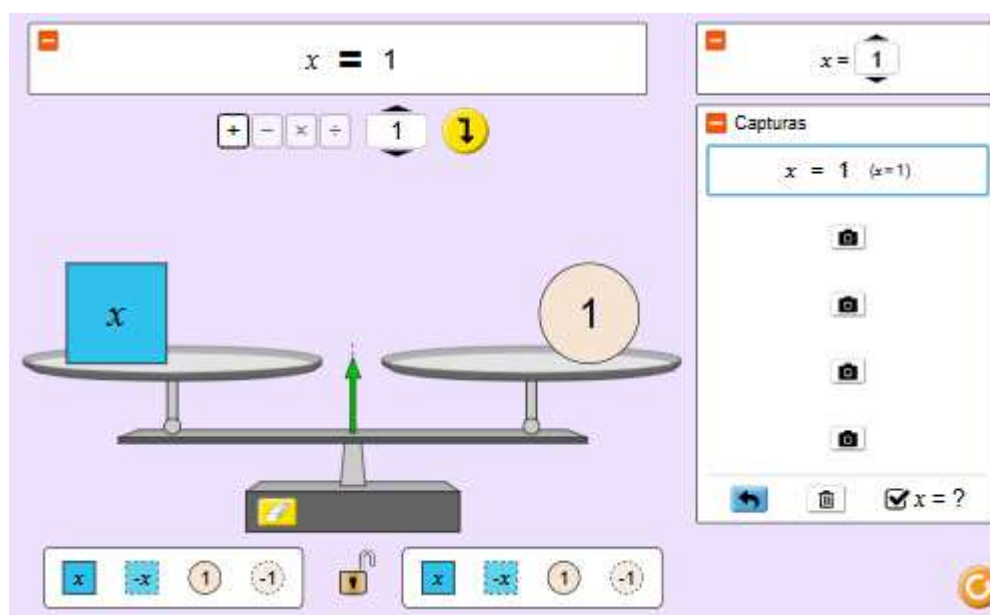 x = 1
x = 1
+ − × ÷ 1
Capturas
x = 1 (x=1)
x 1
x = ?
x -x 1 -1 x -x 1 -1